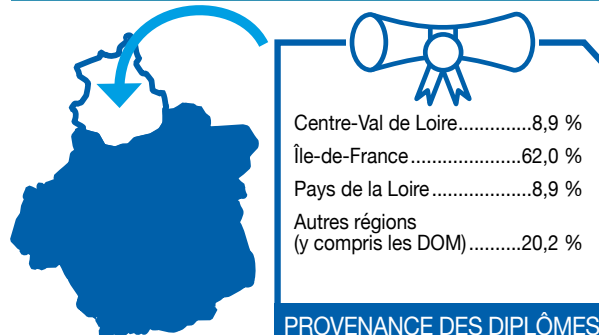 Centre-Val de Loire..............8,9 %
Île-de-France.....................62,0 %
Pays de la Loire...................8,9 %
Autres régions
(y compris les DOM)..........20,2 %
PROVENANCE DES DIPLÔMES